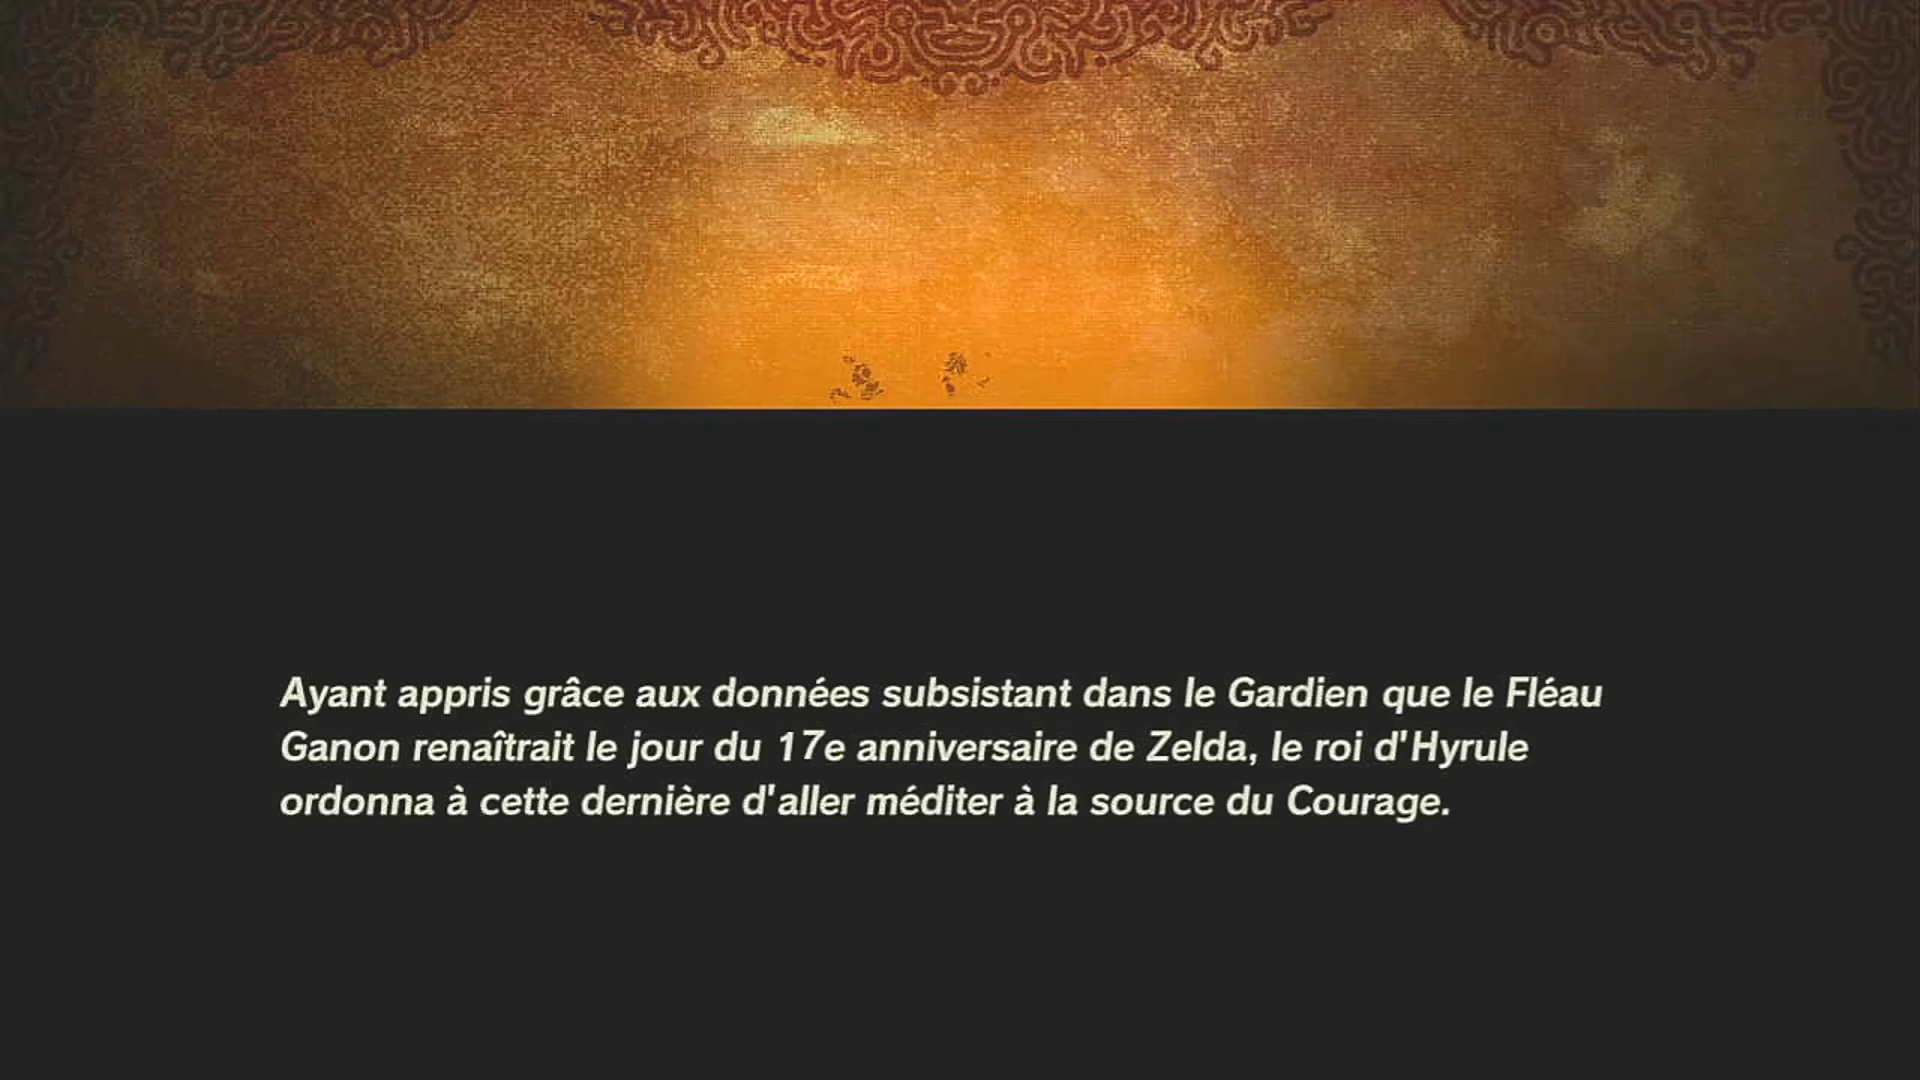 Ayant appris grâce aux données subsistant dans le Gardien que le Fléau
Ganon renaîtrait le jour du 17e anniversaire de Zelda, le roi d'Hyrule
ordonna à cette dernière d'aller méditer à la source du Courage.